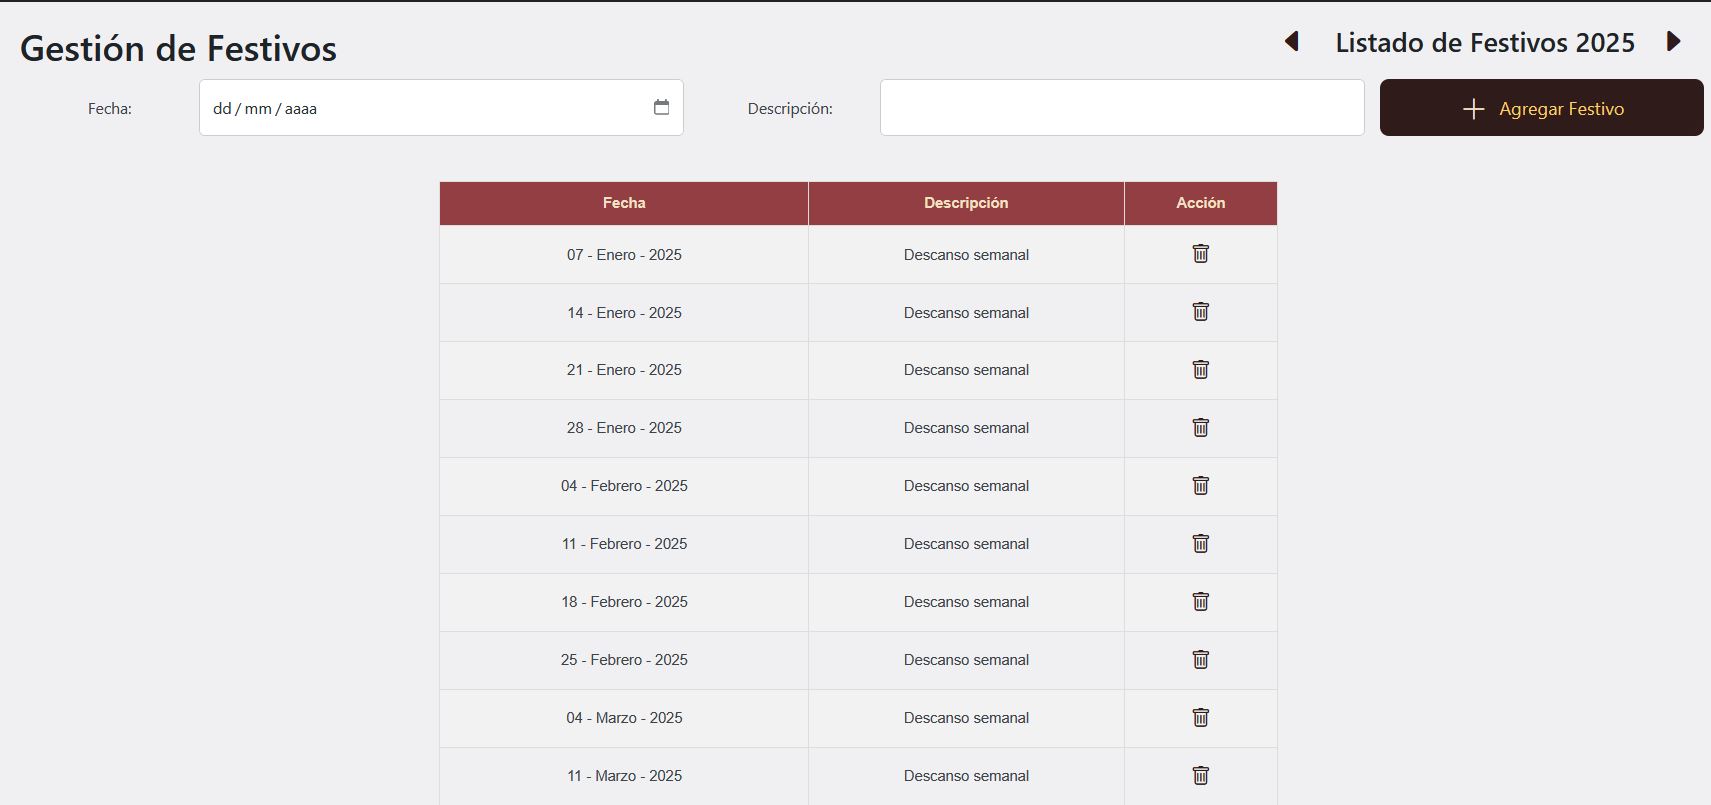 Gestión de Festivos
Listado de Festivos 2025
Fecha: dd / mm / aaaa Descripción: Agregar Festivo
Fecha Descripción Acción
07 - Enero - 2025 Descanso semanal
14 - Enero - 2025 Descanso semanal
21 - Enero - 2025 Descanso semanal
28 - Enero - 2025 Descanso semanal
04 - Febrero - 2025 Descanso semanal
11 - Febrero - 2025 Descanso semanal
18 - Febrero - 2025 Descanso semanal
25 - Febrero - 2025 Descanso semanal
04 - Marzo - 2025 Descanso semanal
11 - Marzo - 2025 Descanso semanal